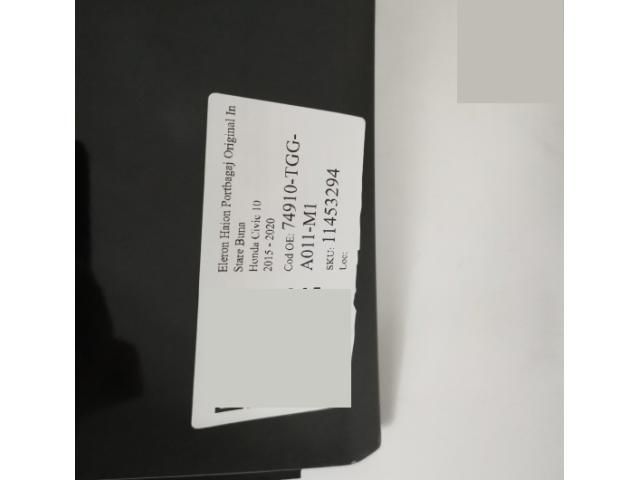 Eleron Haion Portbagaj Original In
Stare Buna
Honda Civic 10
2015 - 2020
Cod OE: 74910-TGG-
A011-M1
SKU: 11453294
Loc: